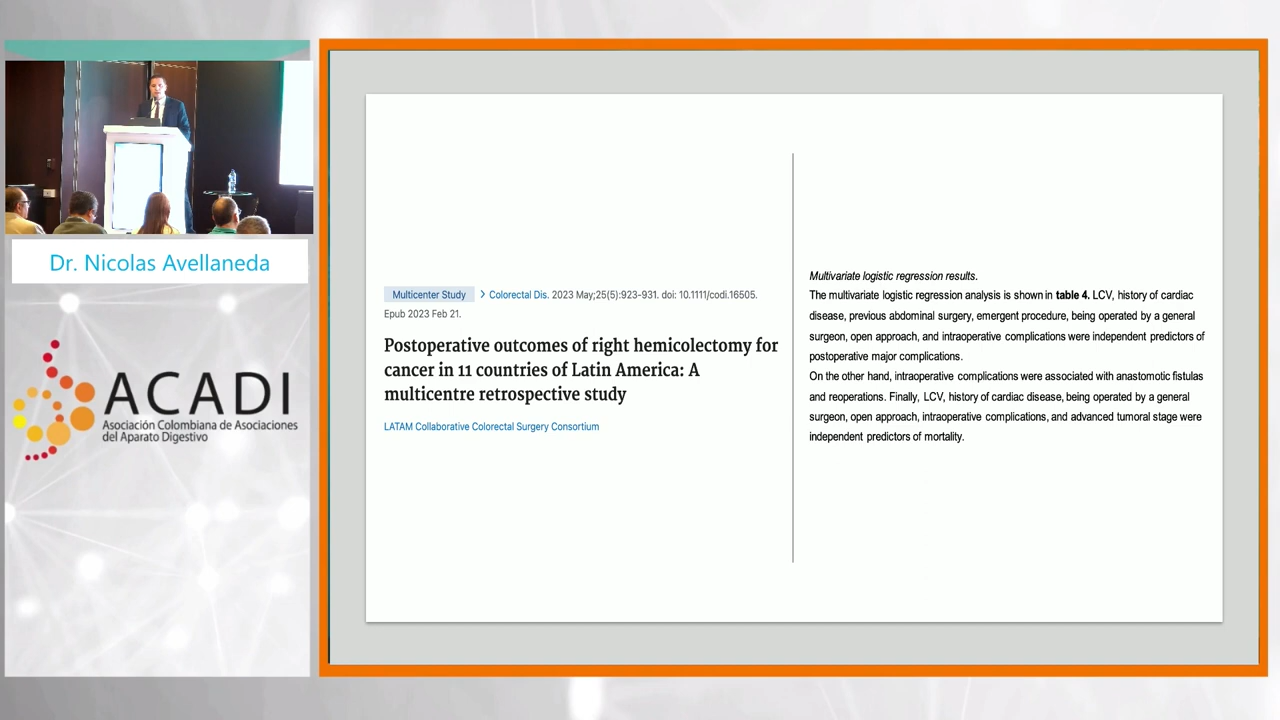 Dr. Nicolas Avellaneda
ACADI
Asociación Colombiana de Asociaciones
del Aparato Digestivo
Multicenter Study > Colorectal Dis. 2023 May;25(5):923-931. doi: 10.1111/codi.16505.
Epub 2023 Feb 21.
Postoperative outcomes of right hemicolectomy for
cancer in 11 countries of Latin America: A
multicentre retrospective study
LATAM Collaborative Colorectal Surgery Consortium
Multivariate logistic regression results.
The multivariate logistic regression analysis is shown in table 4. LCV, history of cardiac
disease, previous abdominal surgery, emergent procedure, being operated by a general
surgeon, open approach, and intraoperative complications were independent predictors of
postoperative major complications.
On the other hand, intraoperative complications were associated with anastomotic fistulas
and reoperations. Finally, LCV, history of cardiac disease, being operated by a general
surgeon, open approach, intraoperative complications, and advanced tumoral stage were
independent predictors of mortality.